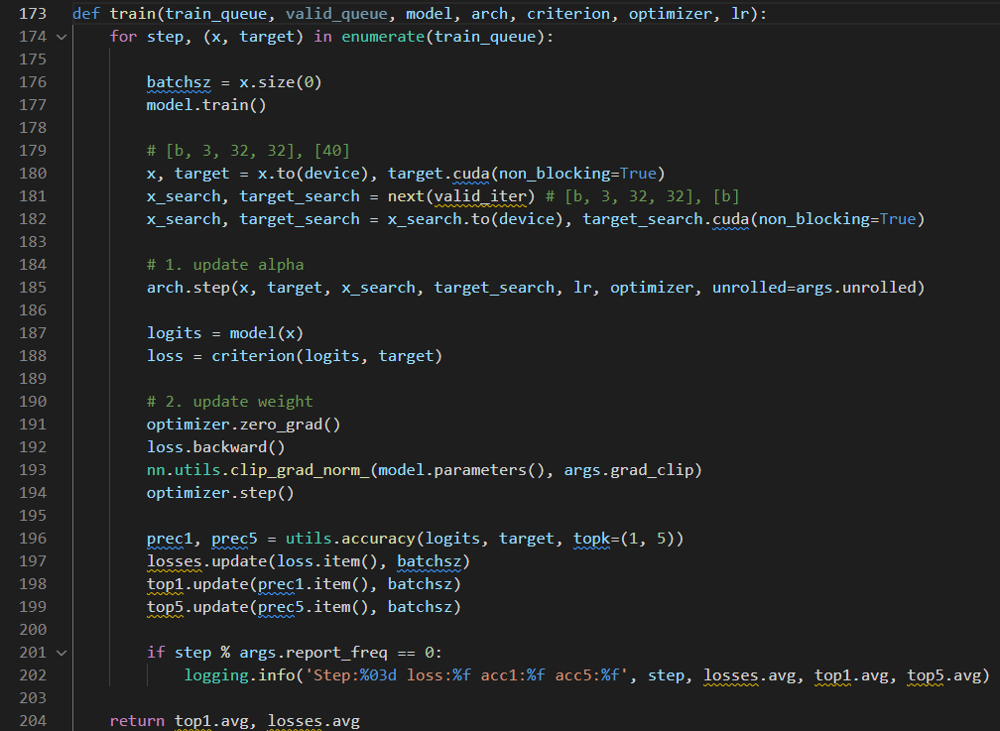 173 def train(train_queue, valid_queue, model, arch, criterion, optimizer, lr):
174     for step, (x, target) in enumerate(train_queue):
175
176         batchsz = x.size(0)
177         model.train()
178
179         # [b, 3, 32, 32], [40]
180         x, target = x.to(device), target.cuda(non_blocking=True)
181         x_search, target_search = next(valid_iter) # [b, 3, 32, 32], [b]
182         x_search, target_search = x_search.to(device), target_search.cuda(non_blocking=True)
183
184         # 1. update alpha
185         arch.step(x, target, x_search, target_search, lr, optimizer, unrolled=args.unrolled)
186
187         logits = model(x)
188         loss = criterion(logits, target)
189
190         # 2. update weight
191         optimizer.zero_grad()
192         loss.backward()
193         nn.utils.clip_grad_norm_(model.parameters(), args.grad_clip)
194         optimizer.step()
195
196         prec1, prec5 = utils.accuracy(logits, target, topk=(1, 5))
197         losses.update(loss.item(), batchsz)
198         top1.update(prec1.item(), batchsz)
199         top5.update(prec5.item(), batchsz)
200
201         if step % args.report_freq == 0:
202             logging.info('Step:%03d loss:%f acc1:%f acc5:%f', step, losses.avg, top1.avg, top5.avg)
203
204     return top1.avg, losses.avg